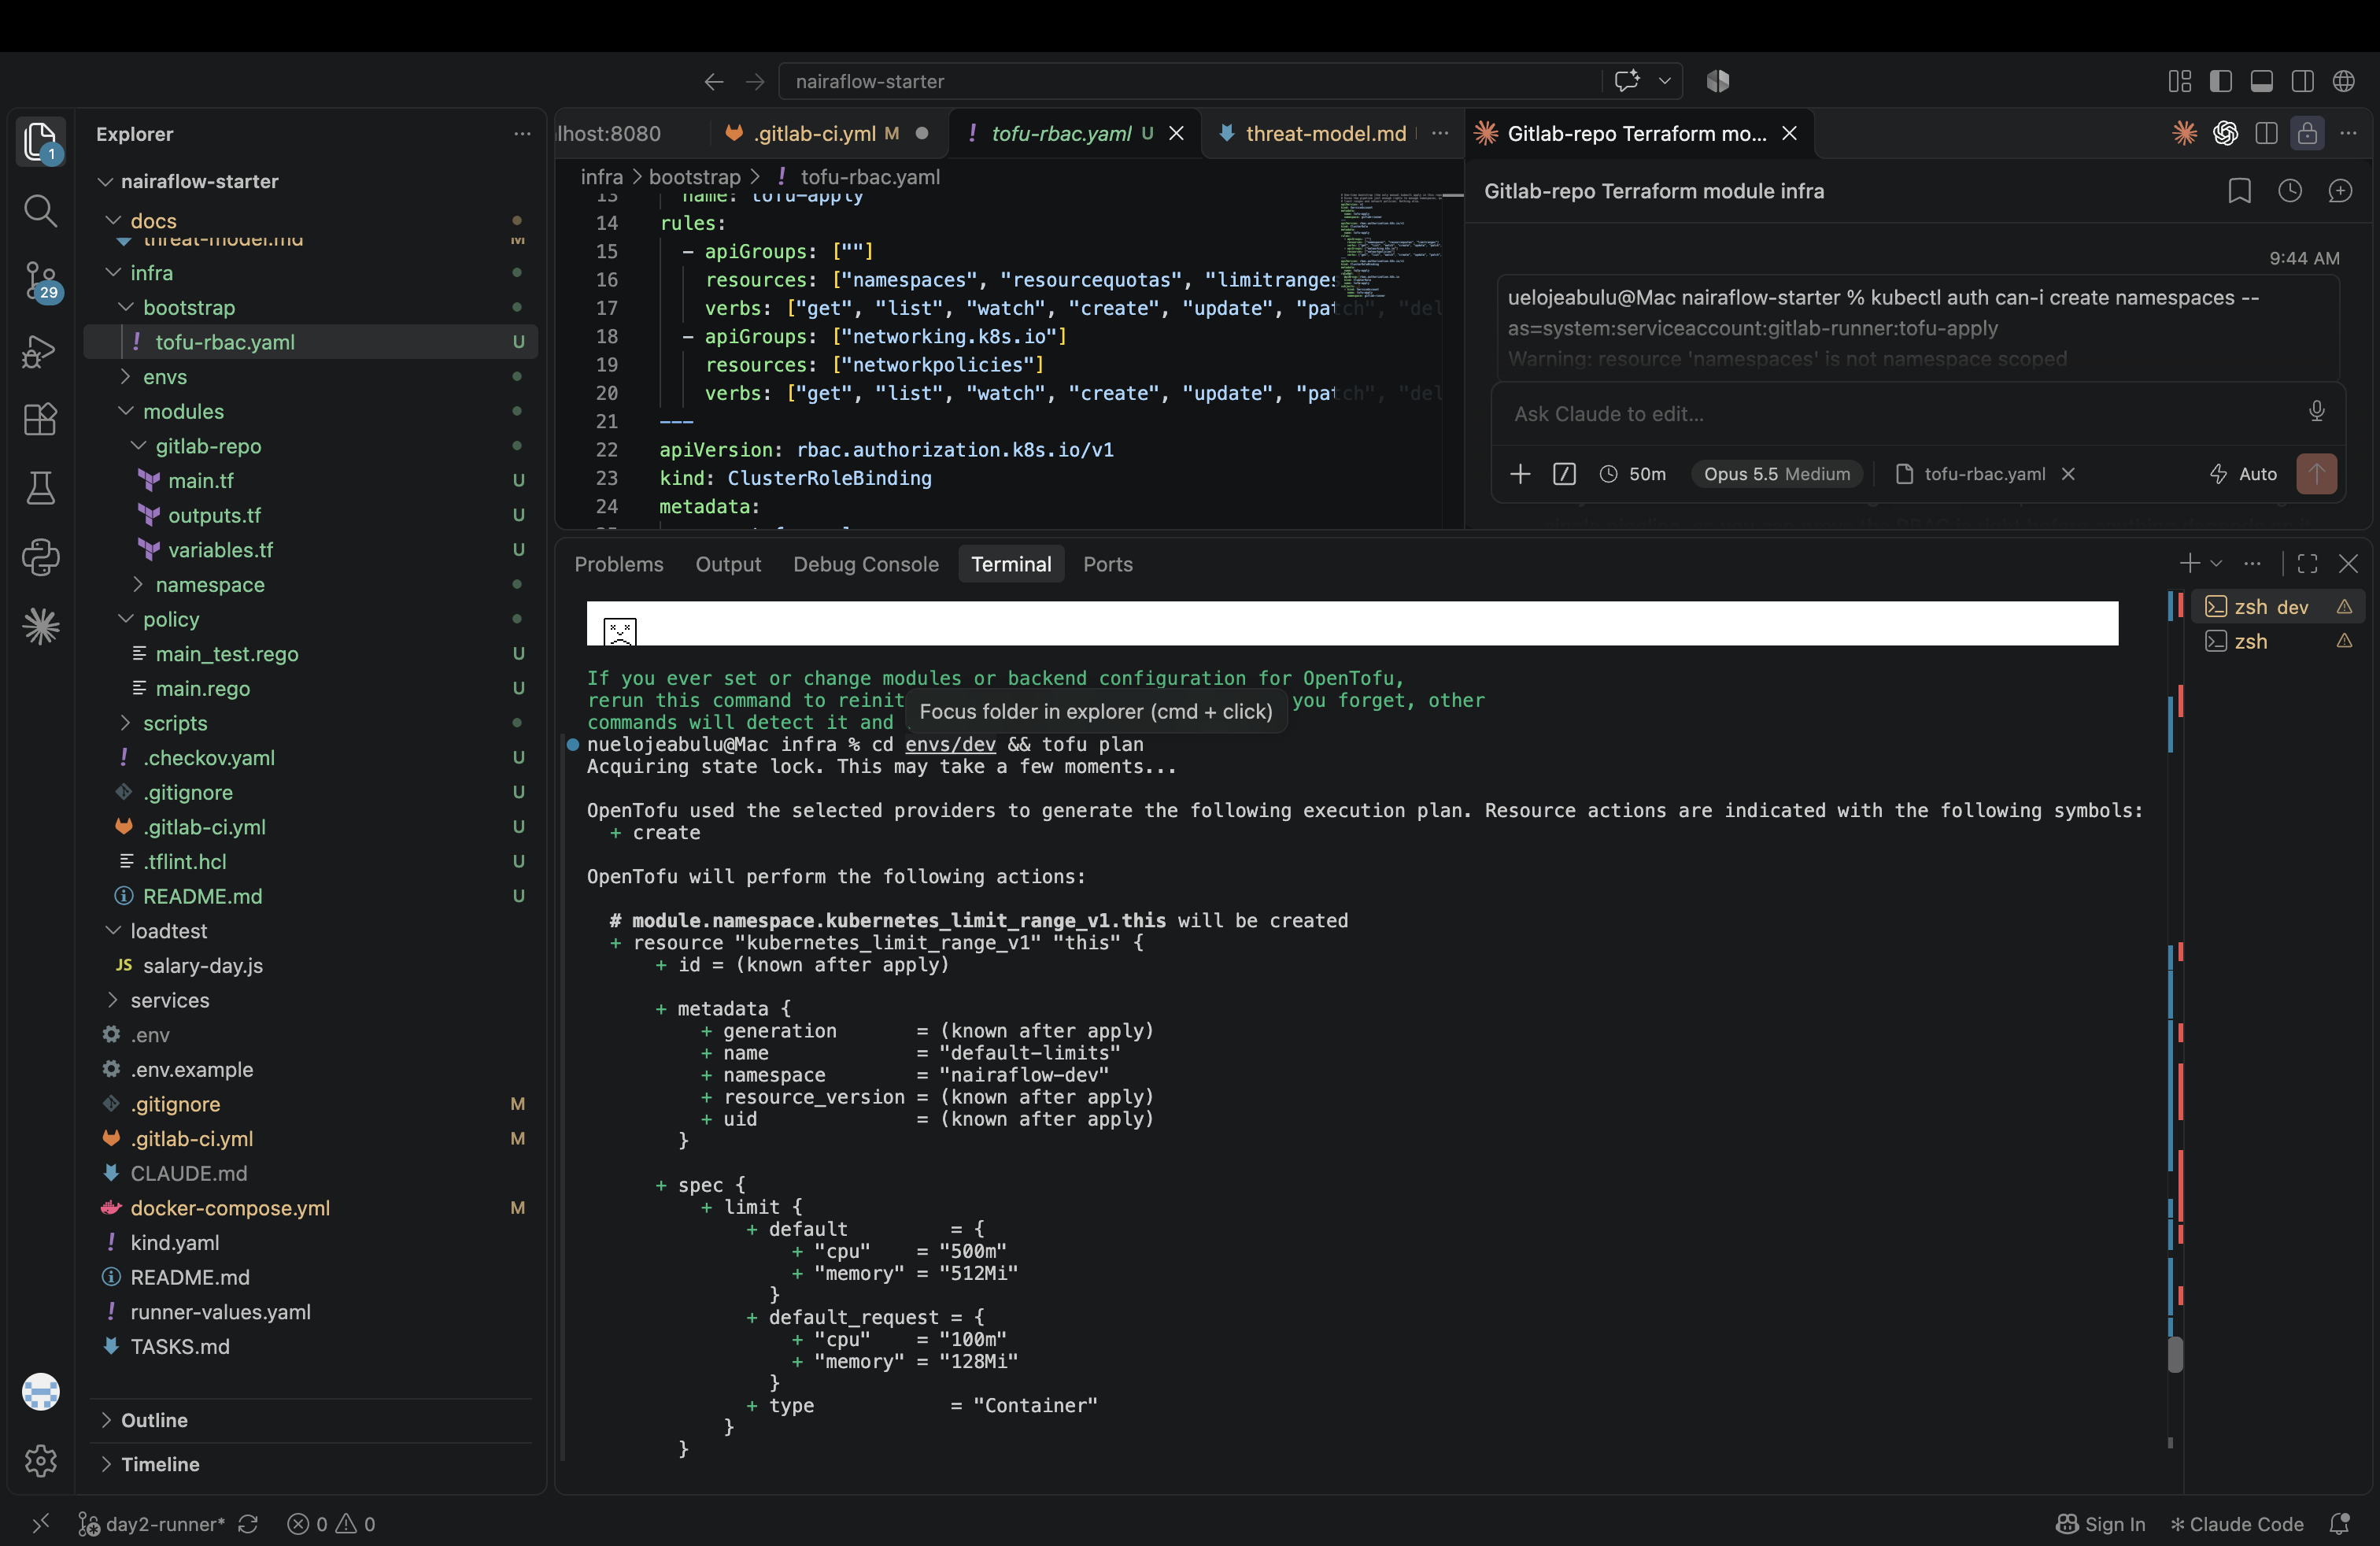 nairaflow-starter
Explorer
nairaflow-starter
docs
threat-model.md M
infra
bootstrap
! tofu-rbac.yaml U
envs
modules
gitlab-repo
main.tf U
outputs.tf U
variables.tf U
namespace
policy
main_test.rego U
main.rego U
scripts
! .checkov.yaml U
.gitignore U
.gitlab-ci.yml U
.tflint.hcl U
README.md U
loadtest
JS salary-day.js
services
.env
.env.example
.gitignore M
.gitlab-ci.yml M
CLAUDE.md
docker-compose.yml M
! kind.yaml
README.md
! runner-values.yaml
TASKS.md
Outline
Timeline
1
29
lhost:8080
.gitlab-ci.yml M
! tofu-rbac.yaml U
threat-model.md
infra > bootstrap > ! tofu-rbac.yaml
13 name: tofu-apply
14 rules:
15 - apiGroups: [""]
16 resources: ["namespaces", "resourcequotas", "limitranges
17 verbs: ["get", "list", "watch", "create", "update", "patch", "del
18 - apiGroups: ["networking.k8s.io"]
19 resources: ["networkpolicies"]
20 verbs: ["get", "list", "watch", "create", "update", "patch", "del
21 ---
22 apiVersion: rbac.authorization.k8s.io/v1
23 kind: ClusterRoleBinding
24 metadata:
Gitlab-repo Terraform mo...
Gitlab-repo Terraform module infra
9:44 AM
uelojeabulu@Mac nairaflow-starter % kubectl auth can-i create namespaces --
as=system:serviceaccount:gitlab-runner:tofu-apply
Warning: resource 'namespaces' is not namespace scoped
Ask Claude to edit...
50m Opus 5.5 Medium tofu-rbac.yaml Auto
Problems Output Debug Console Terminal Ports
zsh dev
zsh
If you ever set or change modules or backend configuration for OpenTofu,
rerun this command to reinit you forget, other
commands will detect it and
Focus folder in explorer (cmd + click)
nuelojeabulu@Mac infra % cd envs/dev && tofu plan
Acquiring state lock. This may take a few moments...
OpenTofu used the selected providers to generate the following execution plan. Resource actions are indicated with the following symbols:
+ create
OpenTofu will perform the following actions:
# module.namespace.kubernetes_limit_range_v1.this will be created
+ resource "kubernetes_limit_range_v1" "this" {
+ id = (known after apply)
+ metadata {
+ generation = (known after apply)
+ name = "default-limits"
+ namespace = "nairaflow-dev"
+ resource_version = (known after apply)
+ uid = (known after apply)
}
+ spec {
+ limit {
+ default = {
+ "cpu" = "500m"
+ "memory" = "512Mi"
}
+ default_request = {
+ "cpu" = "100m"
+ "memory" = "128Mi"
}
+ type = "Container"
}
}
day2-runner* 0 0
Sign In Claude Code